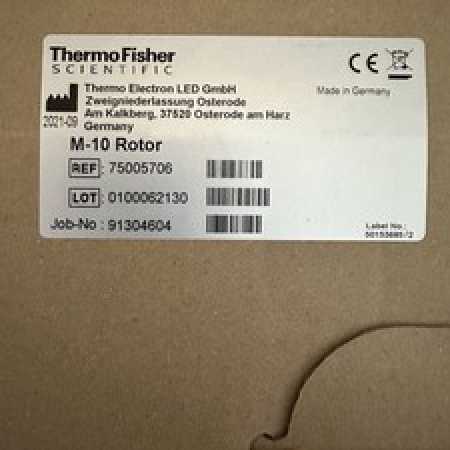 ThermoFisher
SCIENTIFIC
CE
2021-09
Thermo Electron LED GmbH
Zweigniederlassung Osterode
Am Kalkberg, 37520 Osterode am Harz
Germany
Made in Germany
M-10 Rotor
REF : 75005706
LOT : 0100062130
Job-No : 91304604
Label No.: